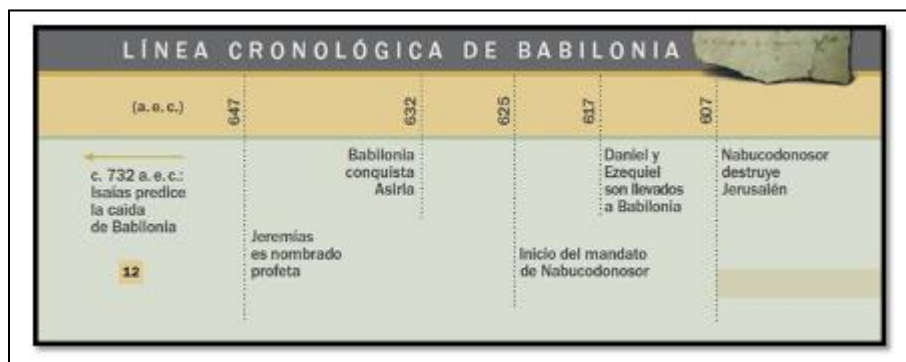 LÍNEA CRONOLÓGICA DE BABILONIA
(a.e.c.)
647
632
625
617
607
c. 732 a.e.c.:
Isaías predice
la caída
de Babilonia
12
Jeremías
es nombrado
profeta
Babilonia
conquista
Asiria
Inicio del mandato
de Nabucodonosor
Daniel y
Ezequiel
son llevados
a Babilonia
Nabucodonosor
destruye
Jerusalén